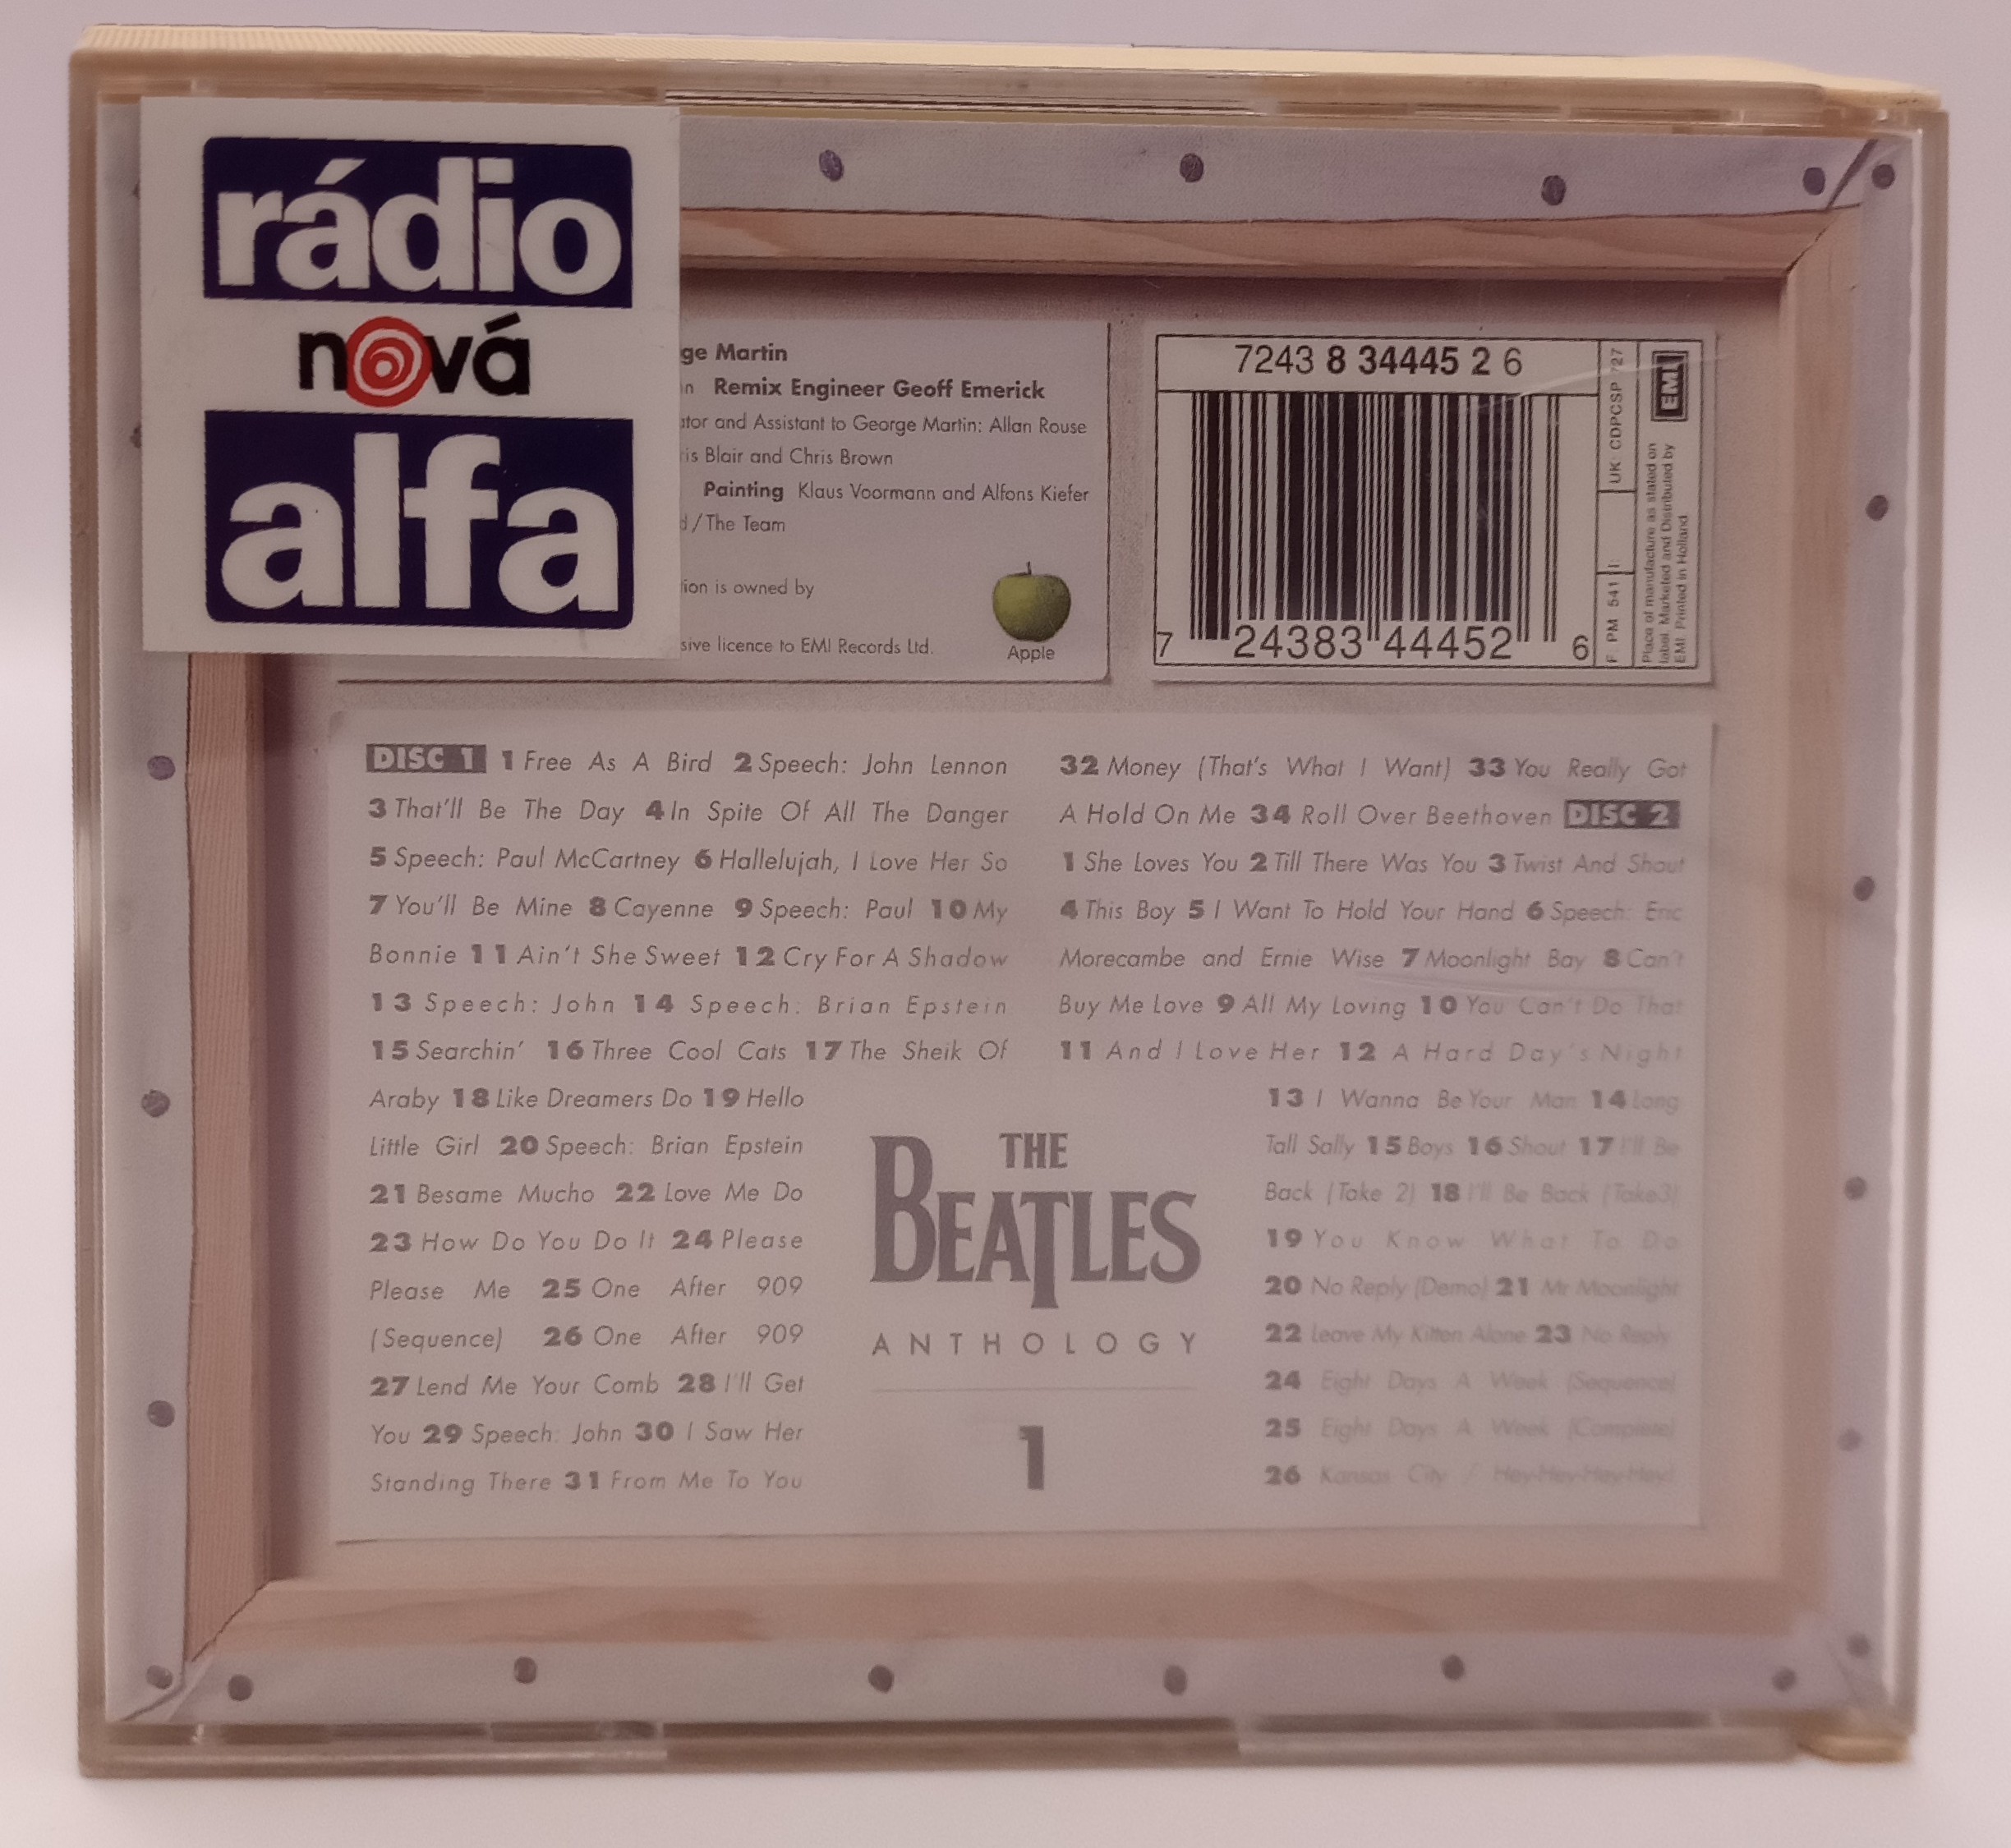 rádio
nová
alfa
ge Martin
n Remix Engineer Geoff Emerick
ator and Assistant to George Martin: Allan Rouse
is Blair and Chris Brown
Painting Klaus Voormann and Alfons Kiefer
d / The Team
ion is owned by
sive licence to EMI Records Ltd.
Apple
7243 8 34445 2 6
7 24383 44452 6
UK: CDPCSP 727
F: PM 541 I:
EMI
Place of manufacture as stated on
label. Marketed and Distributed by
EMI. Printed in Holland
DISC 1 1 Free As A Bird 2 Speech: John Lennon
3 That'll Be The Day 4 In Spite Of All The Danger
5 Speech: Paul McCartney 6 Hallelujah, I Love Her So
7 You'll Be Mine 8 Cayenne 9 Speech: Paul 10 My
Bonnie 11 Ain't She Sweet 12 Cry For A Shadow
13 Speech: John 14 Speech: Brian Epstein
15 Searchin' 16 Three Cool Cats 17 The Sheik Of
Araby 18 Like Dreamers Do 19 Hello
Little Girl 20 Speech: Brian Epstein
21 Besame Mucho 22 Love Me Do
23 How Do You Do It 24 Please
Please Me 25 One After 909
(Sequence) 26 One After 909
27 Lend Me Your Comb 28 I'll Get
You 29 Speech: John 30 I Saw Her
Standing There 31 From Me To You
32 Money (That's What I Want) 33 You Really Got
A Hold On Me 34 Roll Over Beethoven DISC 2
1 She Loves You 2 Till There Was You 3 Twist And Shout
4 This Boy 5 I Want To Hold Your Hand 6 Speech: Eric
Morecambe and Ernie Wise 7 Moonlight Bay 8 Can't
Buy Me Love 9 All My Loving 10 You Can't Do That
11 And I Love Her 12 A Hard Day's Night
13 I Wanna Be Your Man 14 Long
Tall Sally 15 Boys 16 Shout 17 I'll Be
Back (Take 2) 18 I'll Be Back (Take3)
19 You Know What To Do
20 No Reply (Demo) 21 Mr Moonlight
22 Leave My Kitten Alone 23 No Reply
24 Eight Days A Week (Sequence)
25 Eight Days A Week (Complete)
26 Kansas City / Hey-Hey-Hey-Hey!
THE
BEATLES
ANTHOLOGY
1